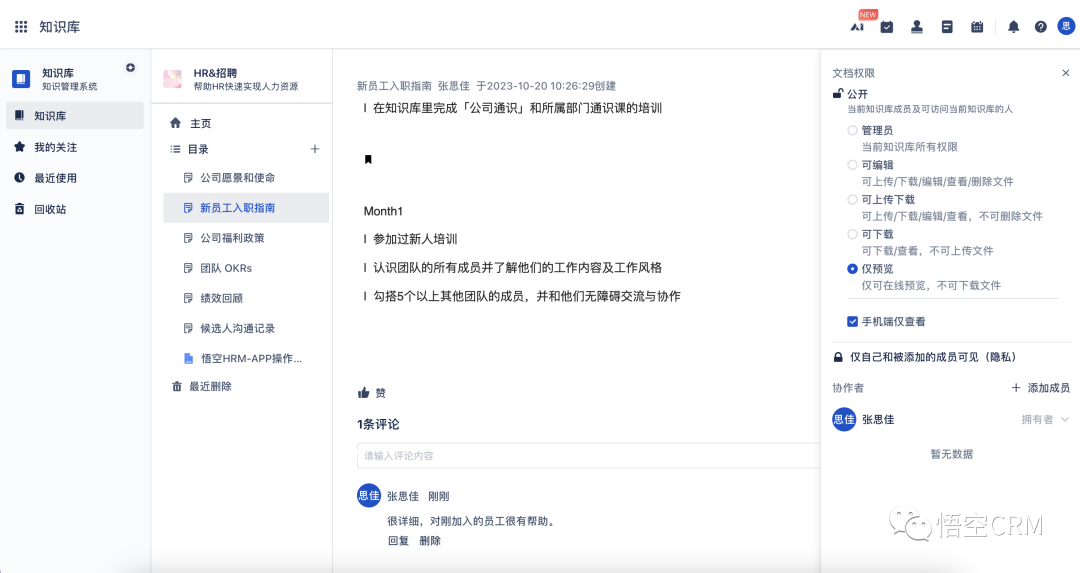 知识库
NEW
AI
思
知识库
知识管理系统
知识库
我的关注
最近使用
回收站
HR&招聘
帮助HR快速实现人力资源
主页
目录
公司愿景和使命
新员工入职指南
公司福利政策
团队 OKRs
绩效回顾
候选人沟通记录
悟空HRM-APP操作...
最近删除
新员工入职指南 张思佳 于2023-10-20 10:26:29创建
l 在知识库里完成「公司通识」和所属部门通识课的培训
Month1
l 参加过新人培训
l 认识团队的所有成员并了解他们的工作内容及工作风格
l 勾搭5个以上其他团队的成员，并和他们无障碍交流与协作
赞
1条评论
请输入评论内容
思佳 张思佳 刚刚
很详细，对刚加入的员工很有帮助。
回复 删除
文档权限
公开
当前知识库成员及可访问当前知识库的人
管理员
当前知识库所有权限
可编辑
可上传/下载/编辑/查看/删除文件
可上传下载
可上传/下载/编辑/查看，不可删除文件
可下载
可下载/查看，不可上传文件
仅预览
仅可在线预览，不可下载文件
手机端仅查看
仅自己和被添加的成员可见（隐私）
协作者 添加成员
思佳 张思佳 拥有者
暂无数据
悟空CRM